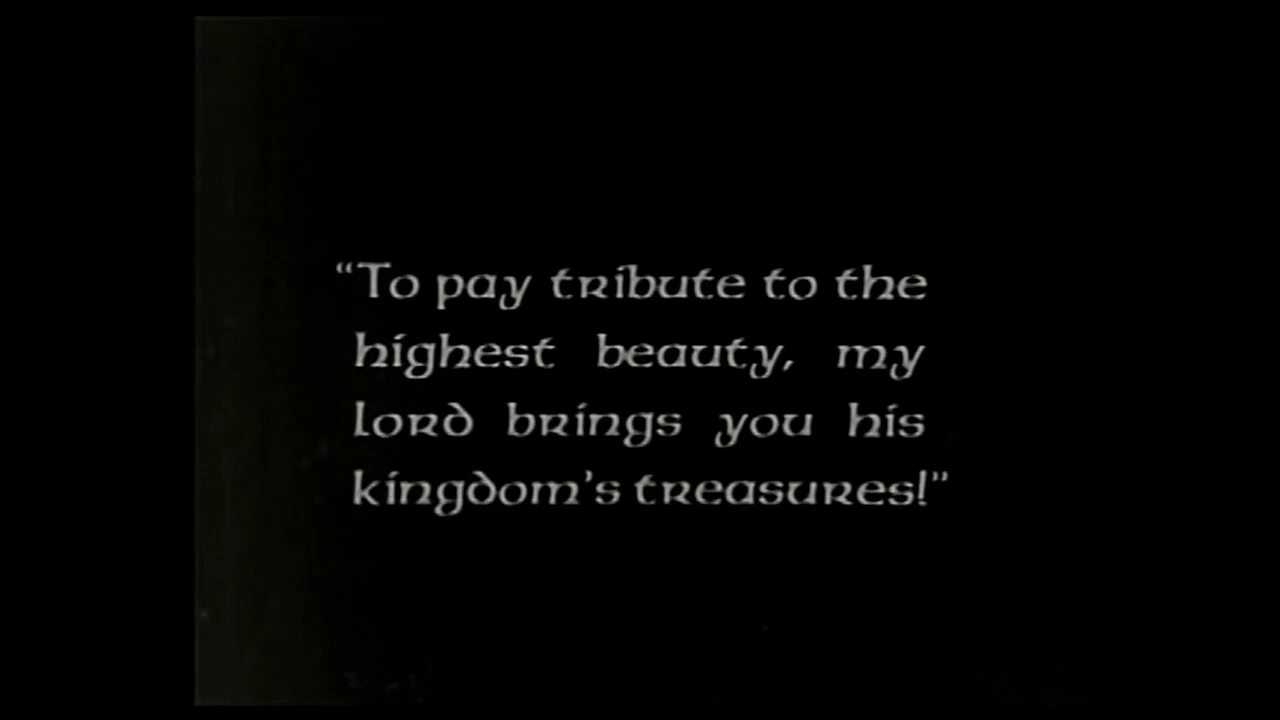 “To pay tribute to the
highest beauty, my
lord brings you his
kingdom’s treasures!”